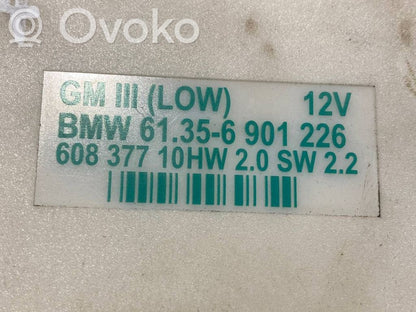 Ovoko
GM III (LOW) 12V
BMW 61.35-6 901 226
608 377 10HW 2.0 SW 2.2